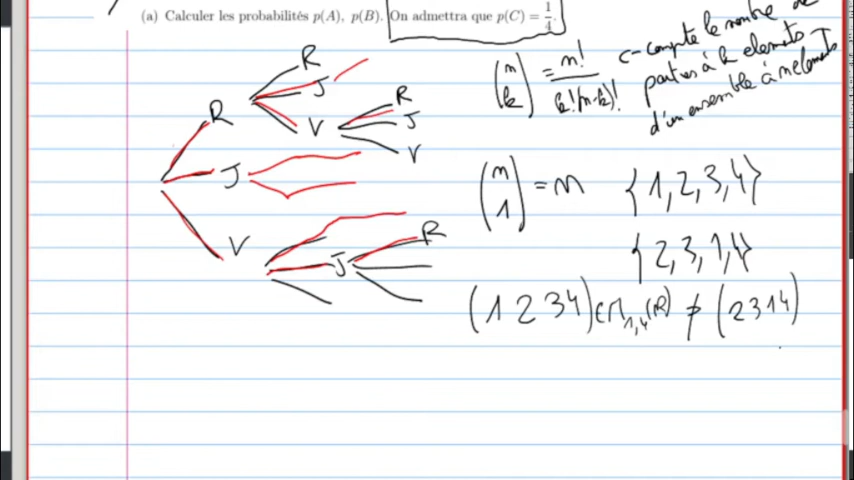 (a) Calculer les probabilités p(A), p(B). On admettra que p(C) = 1/4.
R
J
R
V
R
J
V
J
V
J
R
(n k) = n! / k!(n-k)!
c-compte le nombre de
parties à k elements
d'un ensemble à n elements
(n 1) = n
{1, 2, 3, 4}
{2, 3, 1, 4}
(1 2 3 4) ∈ M1,4(R) ≠ (2 3 1 4)